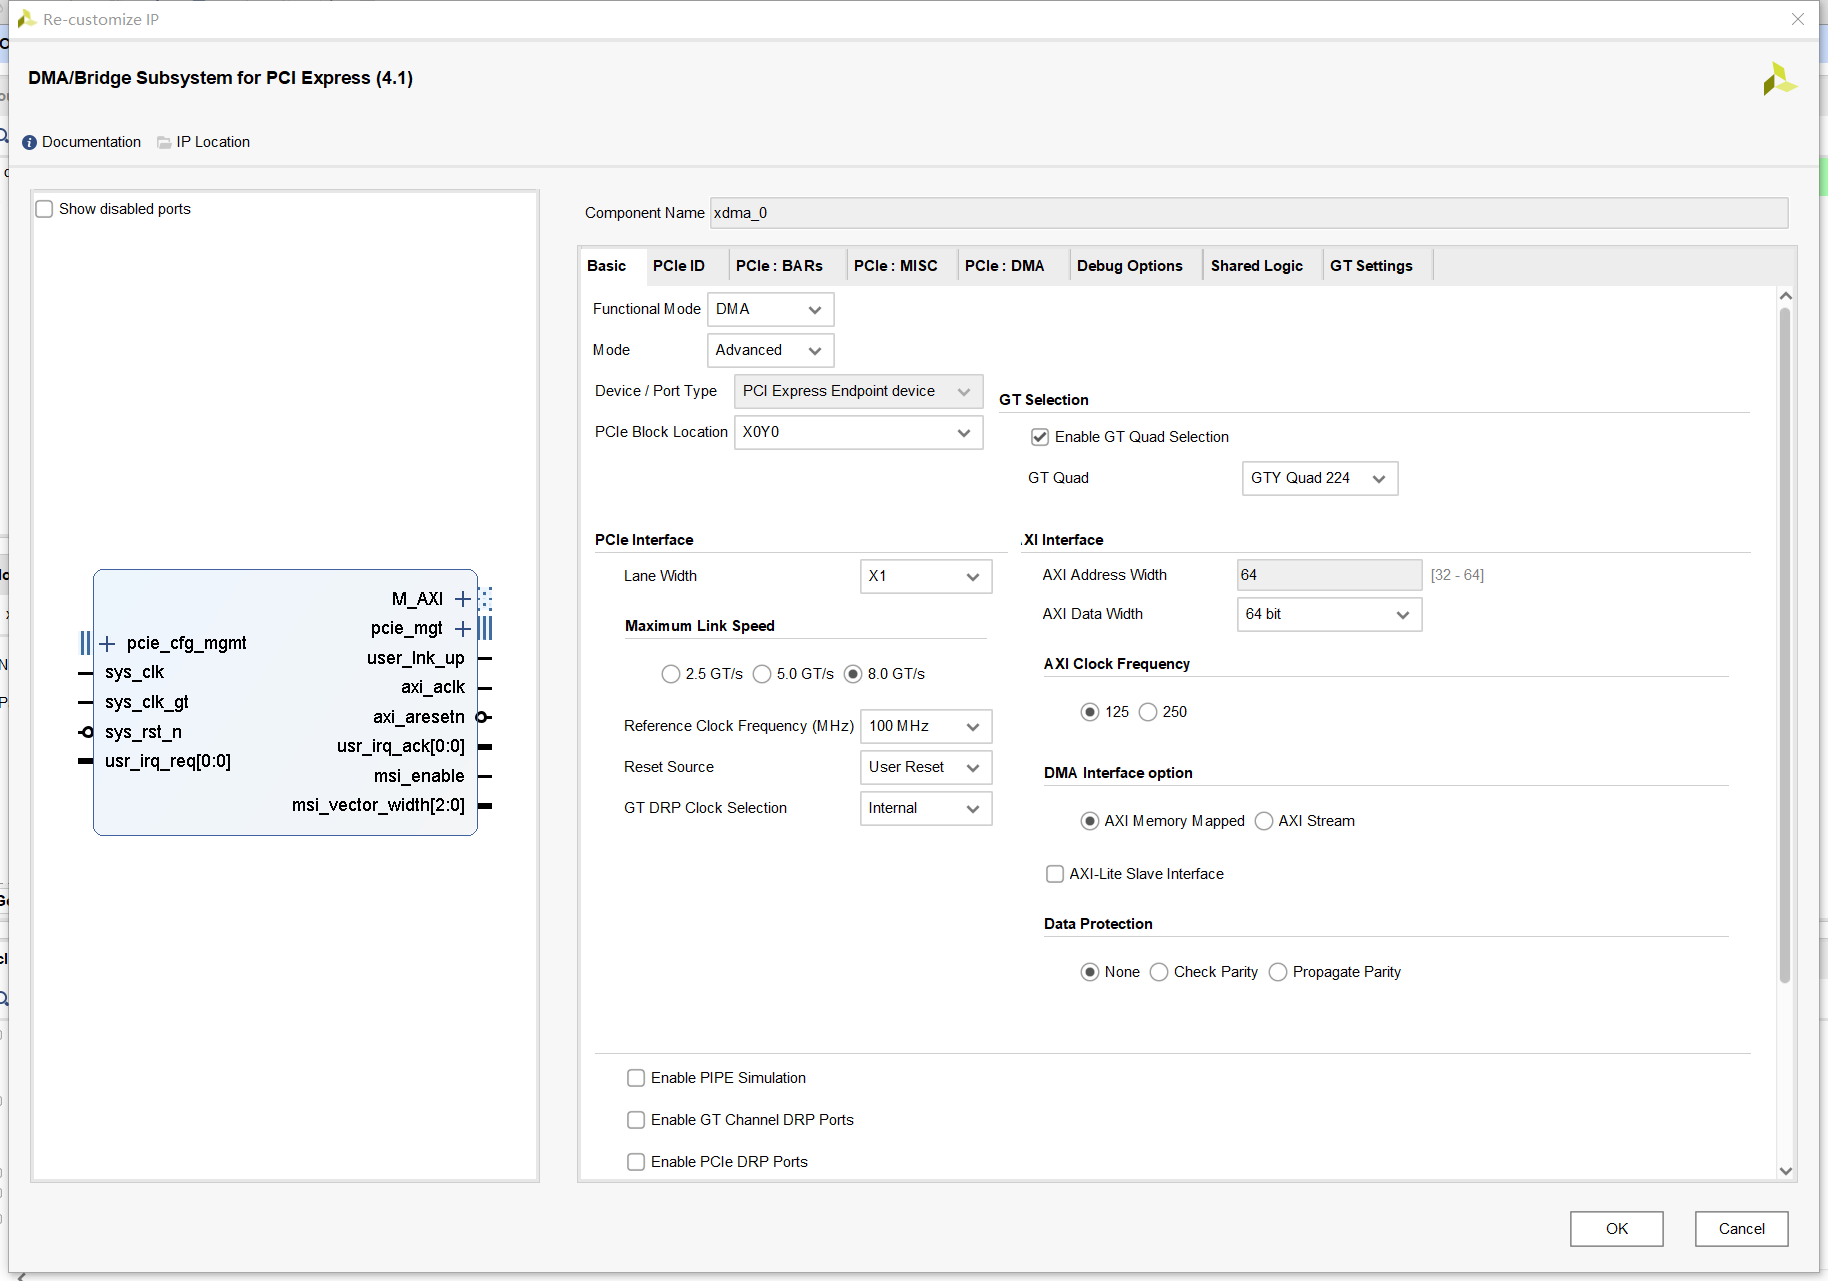 Re-customize IP
DMA/Bridge Subsystem for PCI Express (4.1)
Documentation IP Location
Show disabled ports
M_AXI
pcie_mgt
pcie_cfg_mgmt
user_lnk_up
sys_clk
axi_aclk
sys_clk_gt
axi_aresetn
sys_rst_n
usr_irq_ack[0:0]
usr_irq_req[0:0]
msi_enable
msi_vector_width[2:0]
Component Name xdma_0
Basic PCIe ID PCIe : BARs PCIe : MISC PCIe : DMA Debug Options Shared Logic GT Settings
Functional Mode DMA
Mode Advanced
Device / Port Type PCI Express Endpoint device
PCIe Block Location X0Y0
GT Selection
Enable GT Quad Selection
GT Quad GTY Quad 224
PCIe Interface
Lane Width X1
Maximum Link Speed
2.5 GT/s 5.0 GT/s 8.0 GT/s
Reference Clock Frequency (MHz) 100 MHz
Reset Source User Reset
GT DRP Clock Selection Internal
XI Interface
AXI Address Width 64 [32 - 64]
AXI Data Width 64 bit
AXI Clock Frequency
125 250
DMA Interface option
AXI Memory Mapped AXI Stream
AXI-Lite Slave Interface
Data Protection
None Check Parity Propagate Parity
Enable PIPE Simulation
Enable GT Channel DRP Ports
Enable PCIe DRP Ports
OK Cancel